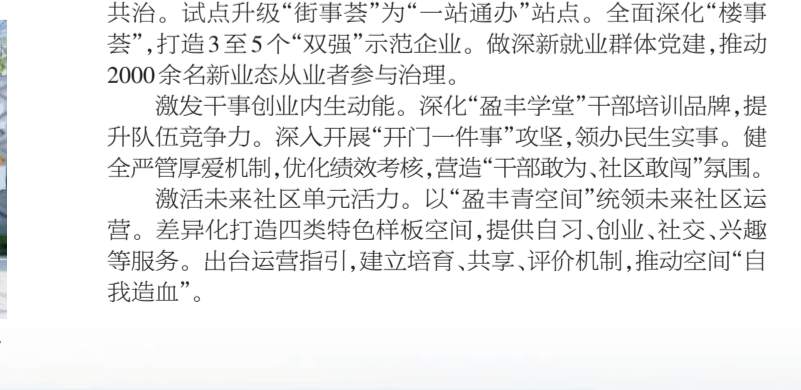 共治。试点升级“街事荟”为“一站通办”站点。全面深化“楼事
荟”,打造3至5个“双强”示范企业。做深新就业群体党建,推动
2000余名新业态从业者参与治理。
激发干事创业内生动能。深化“盈丰学堂”干部培训品牌,提
升队伍竞争力。深入开展“开门一件事”攻坚,领办民生实事。健
全严管厚爱机制,优化绩效考核,营造“干部敢为、社区敢闯”氛围。
激活未来社区单元活力。以“盈丰青空间”统领未来社区运
营。差异化打造四类特色样板空间,提供自习、创业、社交、兴趣
等服务。出台运营指引,建立培育、共享、评价机制,推动空间“自
我造血”。